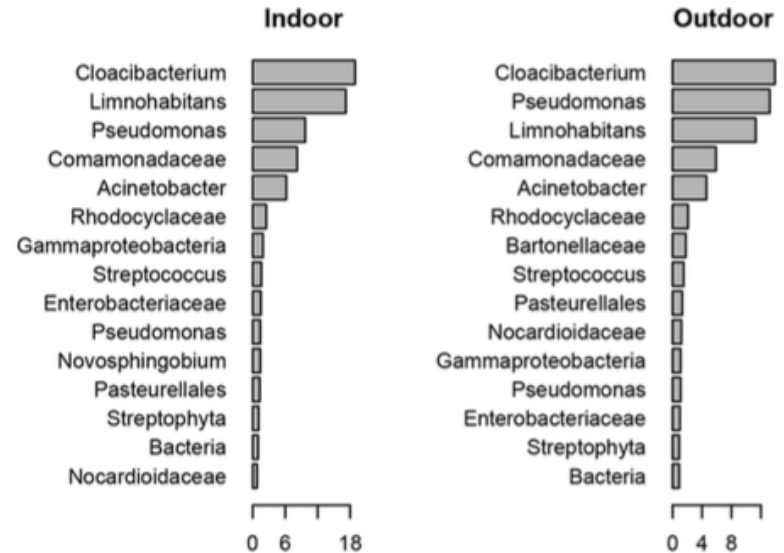 Indoor
Cloacibacterium
Limnohabitans
Pseudomonas
Comamonadaceae
Acinetobacter
Rhodocyclaceae
Gammaproteobacteria
Streptococcus
Enterobacteriaceae
Pseudomonas
Novosphingobium
Pasteurellales
Streptophyta
Bacteria
Nocardioidaceae
0 6 18
Outdoor
Cloacibacterium
Pseudomonas
Limnohabitans
Comamonadaceae
Acinetobacter
Rhodocyclaceae
Bartonellaceae
Streptococcus
Pasteurellales
Nocardioidaceae
Gammaproteobacteria
Pseudomonas
Enterobacteriaceae
Streptophyta
Bacteria
0 4 8